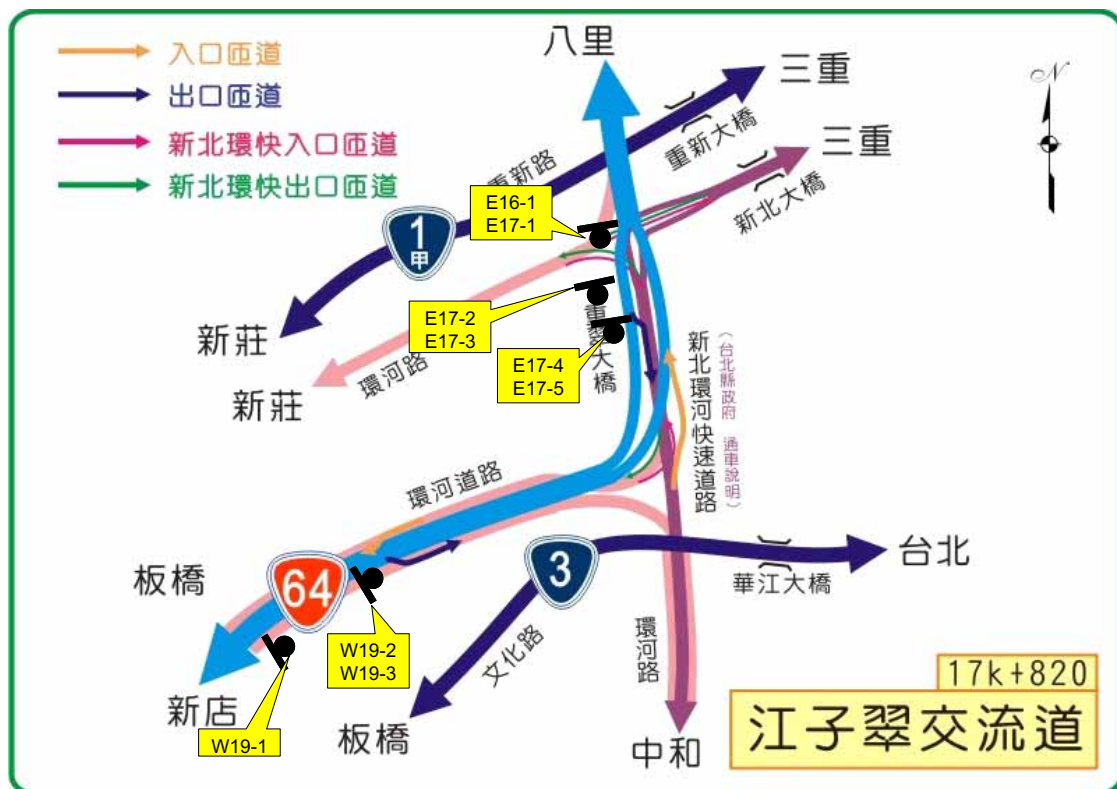 入口匝道
出口匝道
新北環快入口匝道
新北環快出口匝道
八里
三重
重新大橋
三重
新北大橋
N
重新路
1
甲
E16-1
E17-1
E17-2
E17-3
E17-4
E17-5
新莊
新莊
環河路
重翠大橋
新北環河快速道路
(台北縣政府 通車說明)
環河道路
板橋
64
3
台北
華江大橋
W19-2
W19-3
W19-1
新店
文化路
板橋
環河路
中和
17k+820
江子翠交流道